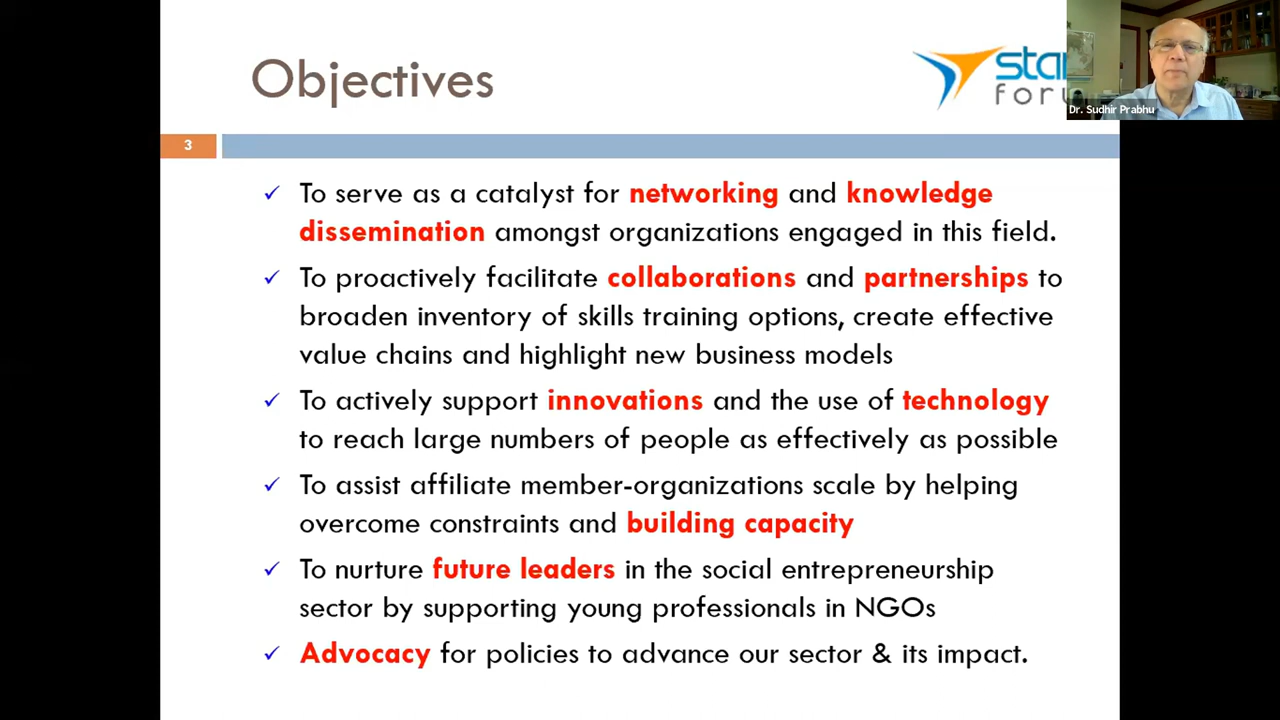 Objectives
Dr. Sudhir Prabhu
3
✓ To serve as a catalyst for networking and knowledge
dissemination amongst organizations engaged in this field.
✓ To proactively facilitate collaborations and partnerships to
broaden inventory of skills training options, create effective
value chains and highlight new business models
✓ To actively support innovations and the use of technology
to reach large numbers of people as effectively as possible
✓ To assist affiliate member-organizations scale by helping
overcome constraints and building capacity
✓ To nurture future leaders in the social entrepreneurship
sector by supporting young professionals in NGOs
✓ Advocacy for policies to advance our sector & its impact.